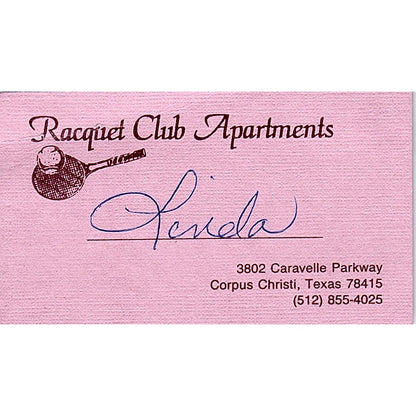 Racquet Club Apartments
Linda
3802 Caravelle Parkway
Corpus Christi, Texas 78415
(512) 855-4025